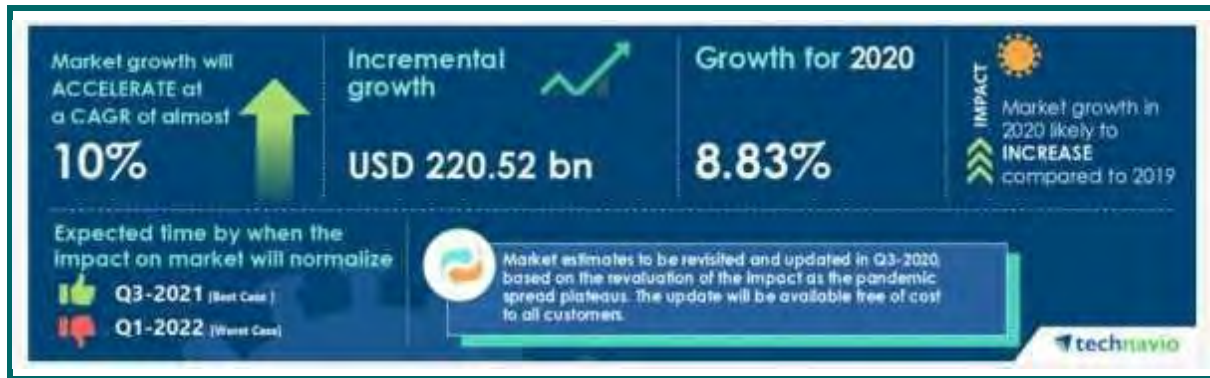 Market growth will
ACCELERATE at
a CAGR of almost
10%
Incremental
growth
USD 220.52 bn
Growth for 2020
8.83%
IMPACT
Market growth in
2020 likely to
INCREASE
compared to 2019
Expected time by when the
impact on market will normalize
Q3-2021 (Best Case )
Q1-2022 (Worst Case)
Market estimates to be revisited and updated in Q3-2020,
based on the revaluation of the impact as the pandemic
spread plateaus. The update will be available free of cost
to all customers.
technavio